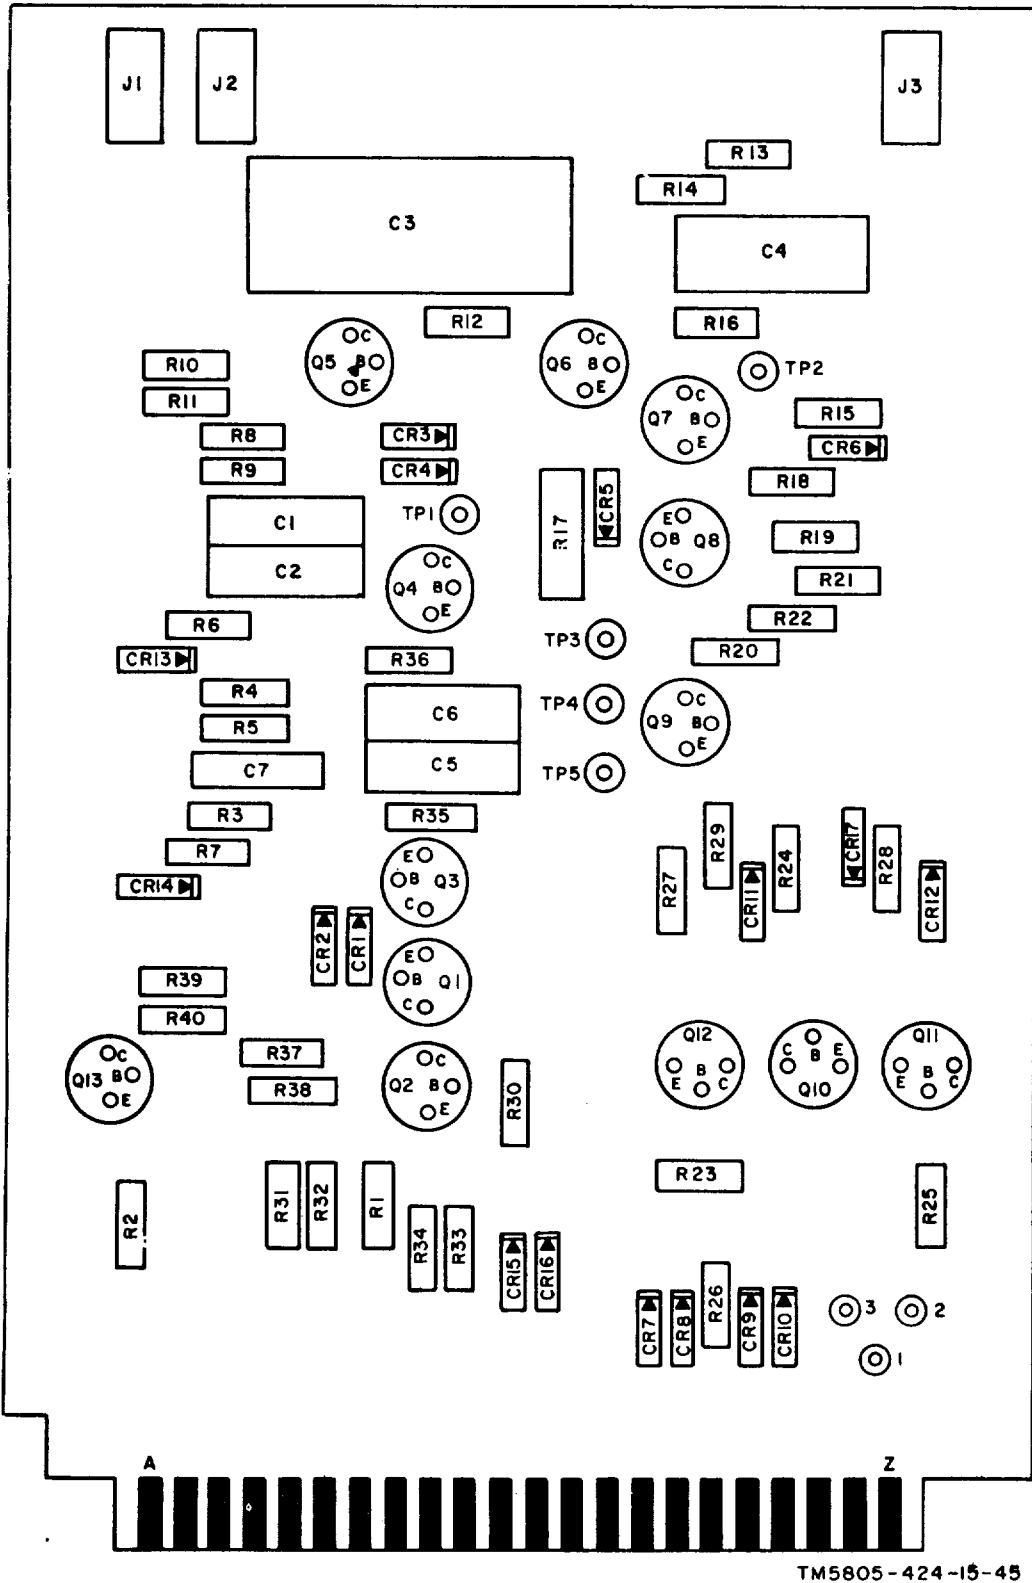 J1 J2 J3
R13
R14
C3
C4
R12 R16
Q5 C B E
Q6 C B E
TP2
R10
R11
Q7 C B E
R15
R8 CR3
CR6
R9 CR4
R18
C1 TP1
R17 CR5
E B C Q8
R19
C2
Q4 C B E
R21
R6
R22
TP3
CR13 R36
R20
R4
C6 TP4
R5
Q9 C B E
C7 C5 TP5
R3 R35
R7
CR14
E B C Q3
R29 CR17
R27 CR11 R24 R28 CR12
CR2 CR1
R39
E B C Q1
R40
Q13 C B E
R37
R38
Q2 C B E
R30
Q12 E B C
C B E Q10
Q11 E B C
R23
R2 R31 R32 R1
R25
R34 R33
CR15 CR16
CR7 CR8 R26 CR9 CR10
3 2
1
A Z
TM5805-424-15-45